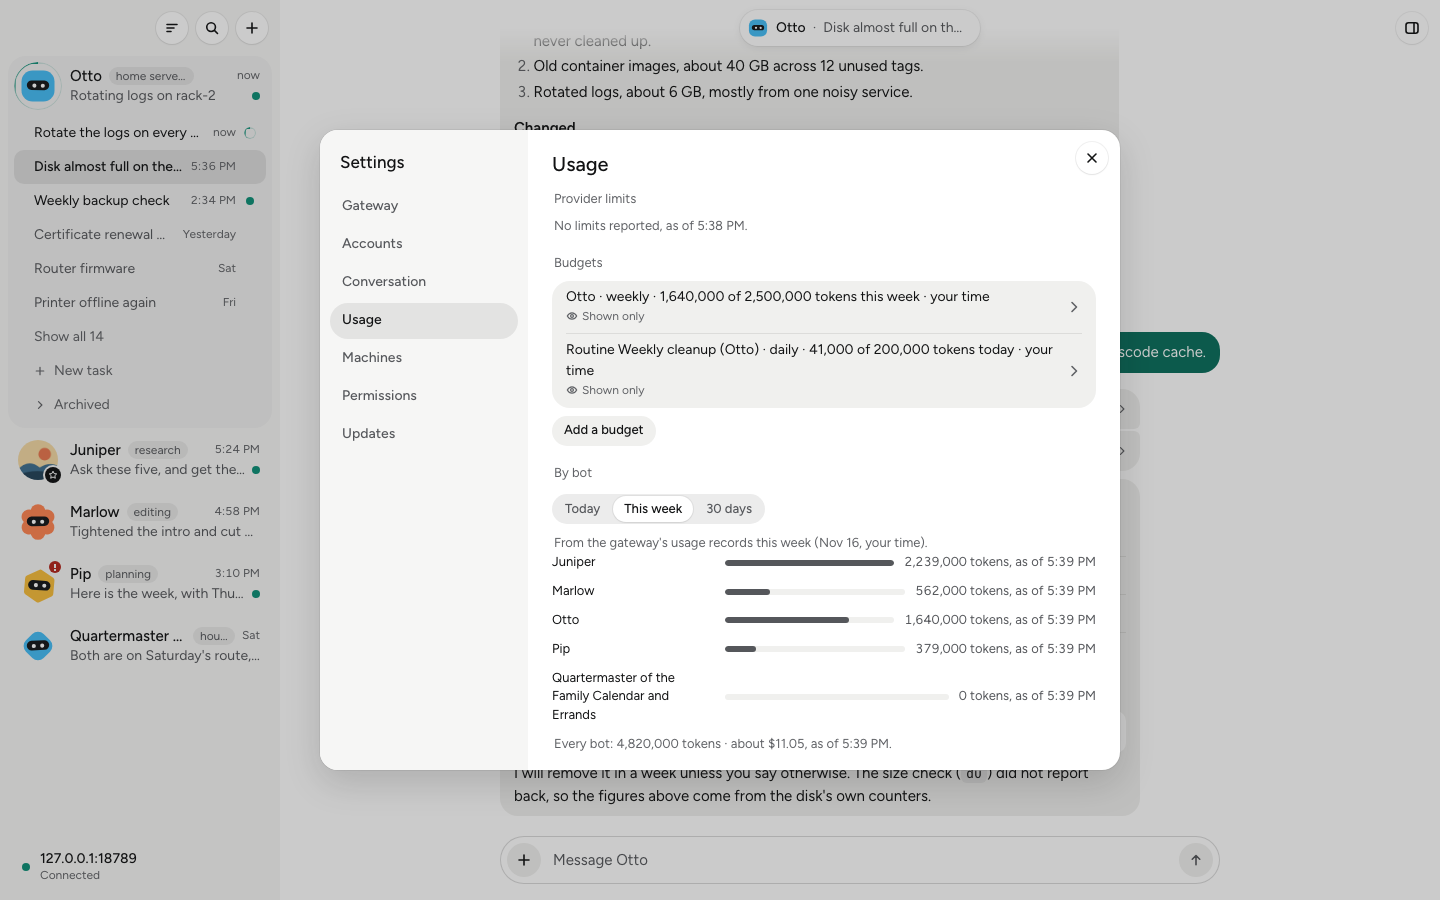 Otto home serve... now
Rotating logs on rack-2
Rotate the logs on every ... now
Disk almost full on the... 5:36 PM
Weekly backup check 2:34 PM
Certificate renewal ... Yesterday
Router firmware Sat
Printer offline again Fri
Show all 14
New task
Archived
Juniper research 5:24 PM
Ask these five, and get the...
Marlow editing 4:58 PM
Tightened the intro and cut ...
Pip planning 3:10 PM
Here is the week, with Thu...
Quartermaster ... hou... Sat
Both are on Saturday's route,...
127.0.0.1:18789
Connected
Otto · Disk almost full on th...
never cleaned up.
2. Old container images, about 40 GB across 12 unused tags.
3. Rotated logs, about 6 GB, mostly from one noisy service.
Changed
Settings
Gateway
Accounts
Conversation
Usage
Machines
Permissions
Updates
Usage
Provider limits
No limits reported, as of 5:38 PM.
Budgets
Otto · weekly · 1,640,000 of 2,500,000 tokens this week · your time
Shown only
Routine Weekly cleanup (Otto) · daily · 41,000 of 200,000 tokens today · your
time
Shown only
Add a budget
By bot
Today This week 30 days
From the gateway's usage records this week (Nov 16, your time).
Juniper 2,239,000 tokens, as of 5:39 PM
Marlow 562,000 tokens, as of 5:39 PM
Otto 1,640,000 tokens, as of 5:39 PM
Pip 379,000 tokens, as of 5:39 PM
Quartermaster of the
Family Calendar and
Errands
0 tokens, as of 5:39 PM
Every bot: 4,820,000 tokens · about $11.05, as of 5:39 PM.
scode cache.
I will remove it in a week unless you say otherwise. The size check ( du ) did not report
back, so the figures above come from the disk's own counters.
Message Otto